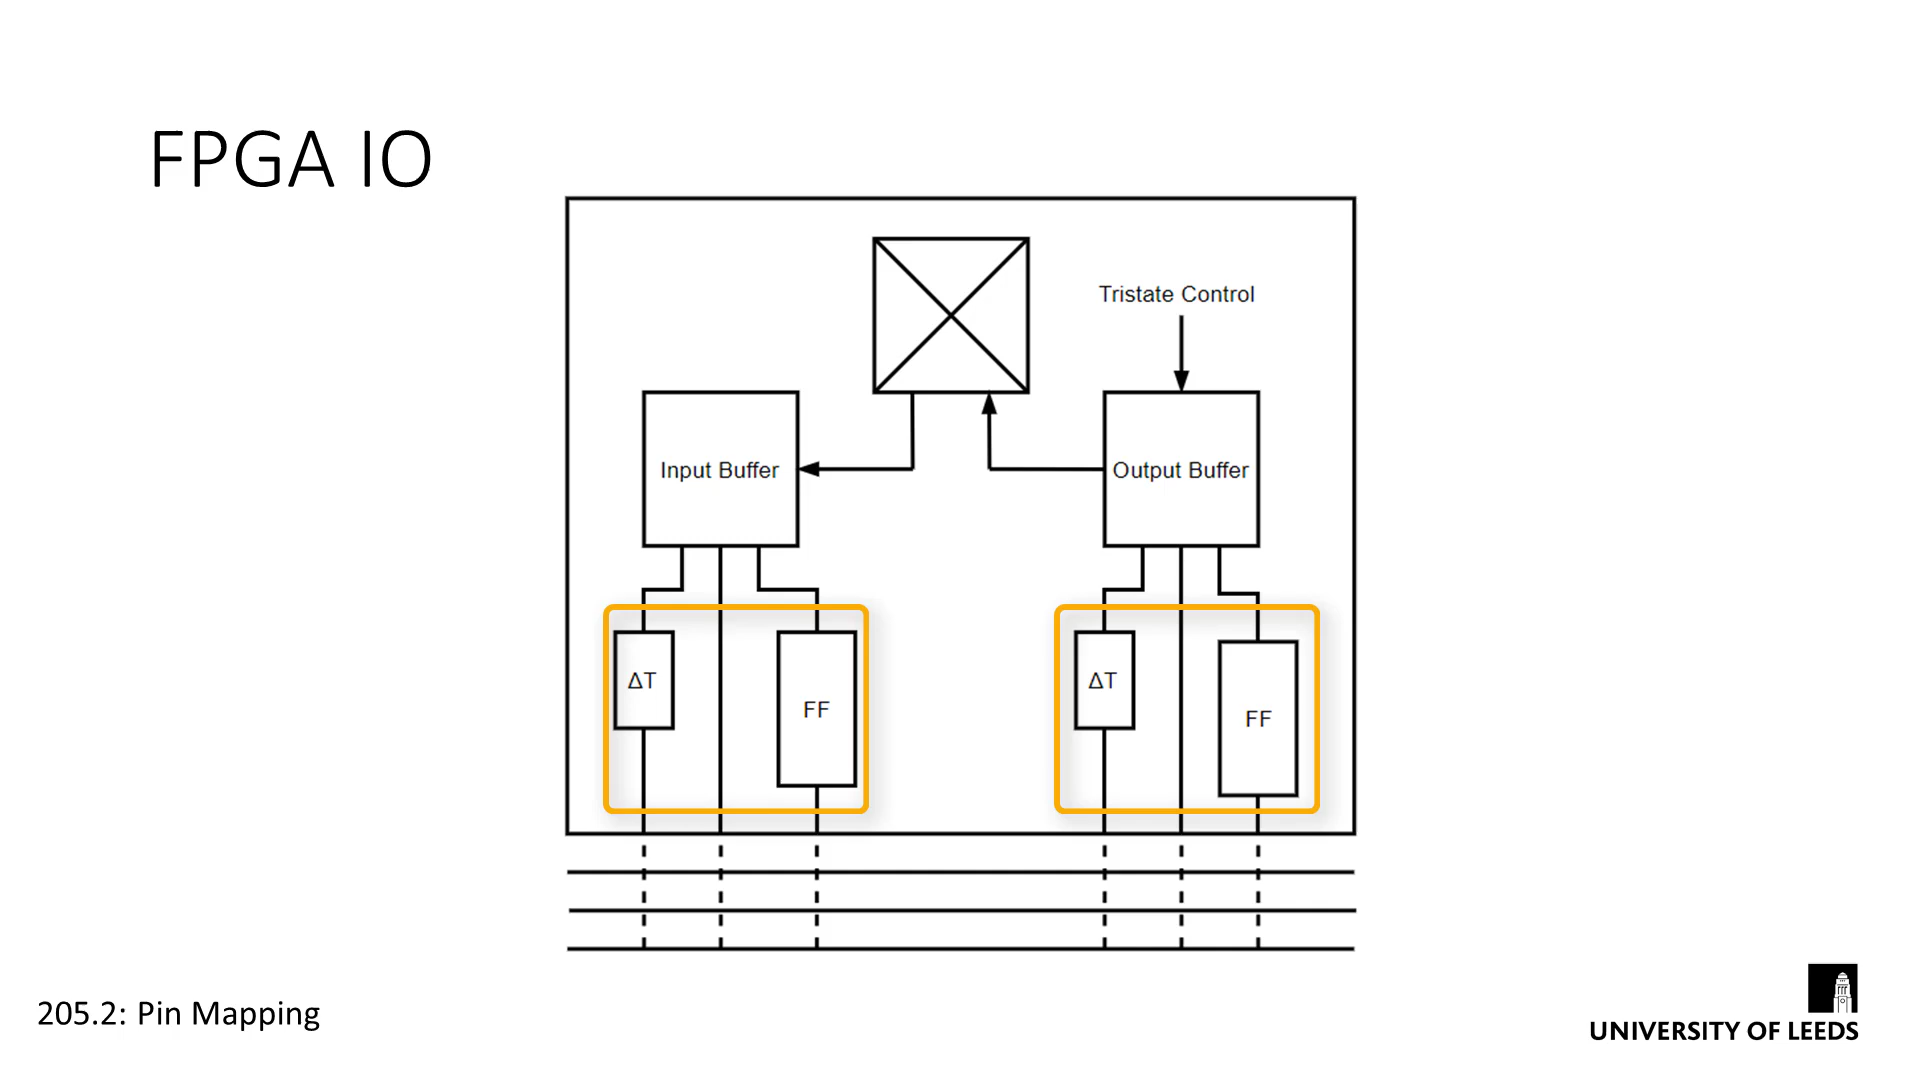 FPGA IO
Tristate Control
Input Buffer
Output Buffer
ΔT
FF
ΔT
FF
205.2: Pin Mapping
UNIVERSITY OF LEEDS